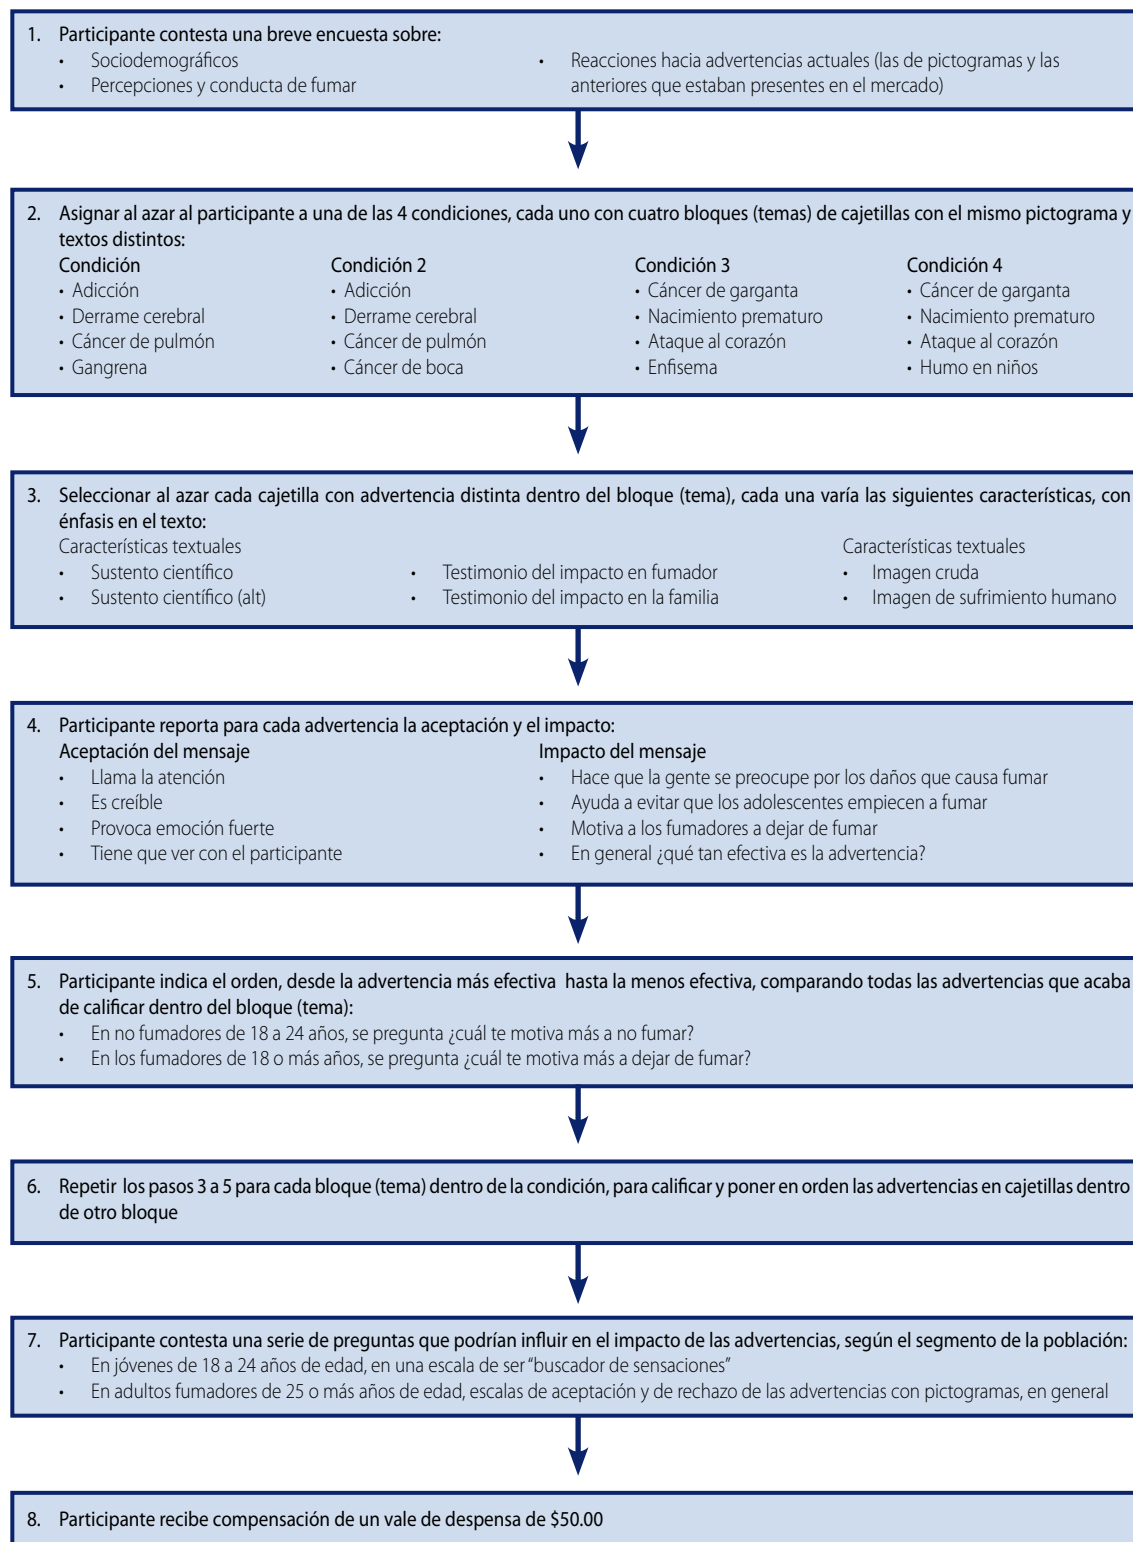 1. Participante contesta una breve encuesta sobre:
• Sociodemográficos
• Percepciones y conducta de fumar
• Reacciones hacia advertencias actuales (las de pictogramas y las
anteriores que estaban presentes en el mercado)
2. Asignar al azar al participante a una de las 4 condiciones, cada uno con cuatro bloques (temas) de cajetillas con el mismo pictograma y
textos distintos:
Condición
• Adicción
• Derrame cerebral
• Cáncer de pulmón
• Gangrena
Condición 2
• Adicción
• Derrame cerebral
• Cáncer de pulmón
• Cáncer de boca
Condición 3
• Cáncer de garganta
• Nacimiento prematuro
• Ataque al corazón
• Enfisema
Condición 4
• Cáncer de garganta
• Nacimiento prematuro
• Ataque al corazón
• Humo en niños
3. Seleccionar al azar cada cajetilla con advertencia distinta dentro del bloque (tema), cada una varía las siguientes características, con
énfasis en el texto:
Características textuales
• Sustento científico
• Sustento científico (alt)
• Testimonio del impacto en fumador
• Testimonio del impacto en la familia
Características textuales
• Imagen cruda
• Imagen de sufrimiento humano
4. Participante reporta para cada advertencia la aceptación y el impacto:
Aceptación del mensaje
• Llama la atención
• Es creíble
• Provoca emoción fuerte
• Tiene que ver con el participante
Impacto del mensaje
• Hace que la gente se preocupe por los daños que causa fumar
• Ayuda a evitar que los adolescentes empiecen a fumar
• Motiva a los fumadores a dejar de fumar
• En general ¿qué tan efectiva es la advertencia?
5. Participante indica el orden, desde la advertencia más efectiva hasta la menos efectiva, comparando todas las advertencias que acaba
de calificar dentro del bloque (tema):
• En no fumadores de 18 a 24 años, se pregunta ¿cuál te motiva más a no fumar?
• En los fumadores de 18 o más años, se pregunta ¿cuál te motiva más a dejar de fumar?
6. Repetir los pasos 3 a 5 para cada bloque (tema) dentro de la condición, para calificar y poner en orden las advertencias en cajetillas dentro
de otro bloque
7. Participante contesta una serie de preguntas que podrían influir en el impacto de las advertencias, según el segmento de la población:
• En jóvenes de 18 a 24 años de edad, en una escala de ser “buscador de sensaciones”
• En adultos fumadores de 25 o más años de edad, escalas de aceptación y de rechazo de las advertencias con pictogramas, en general
8. Participante recibe compensación de un vale de despensa de $50.00